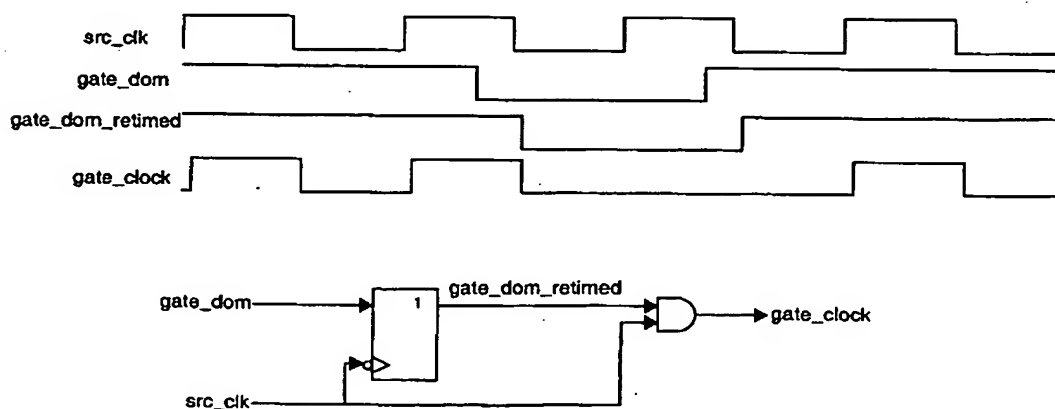 src_clk
gate_dom
gate_dom_retimed
gate_clock
gate_dom
1
gate_dom_retimed
gate_clock
src_clk